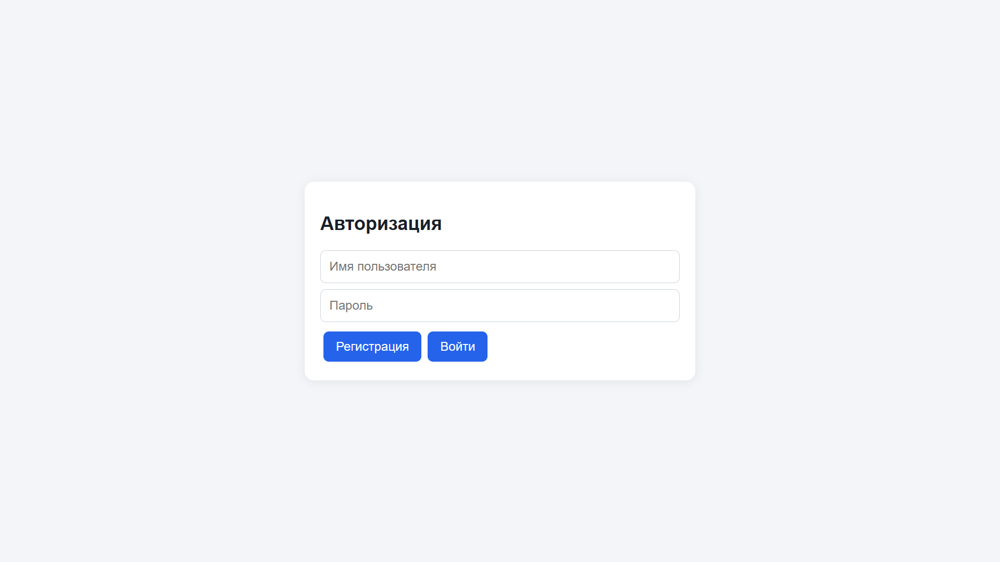 Авторизация
Имя пользователя
Пароль
Регистрация Войти